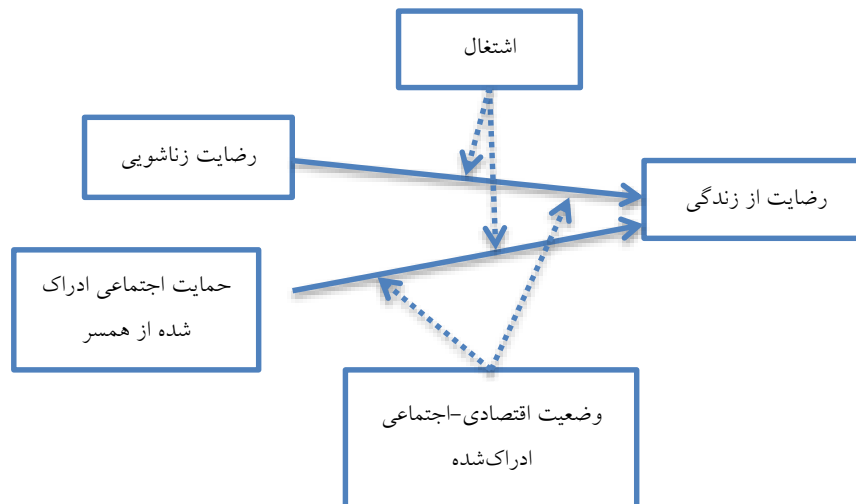 اشتغال
رضایت زناشویی
رضایت از زندگی
حمایت اجتماعی ادراک
شده از همسر
وضعیت اقتصادی-اجتماعی
ادراک‌شده